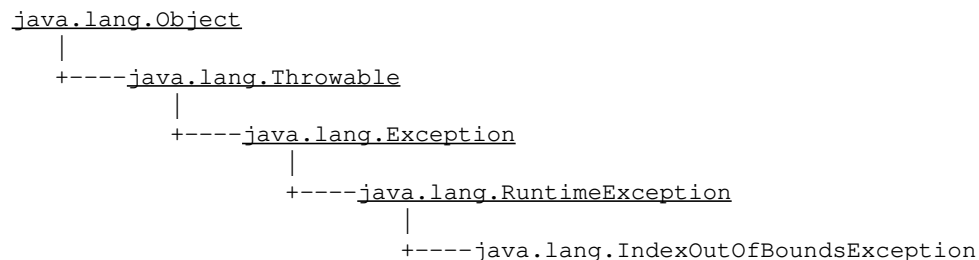 java.lang.Object
|
+----java.lang.Throwable
|
+----java.lang.Exception
|
+----java.lang.RuntimeException
|
+----java.lang.IndexOutOfBoundsException